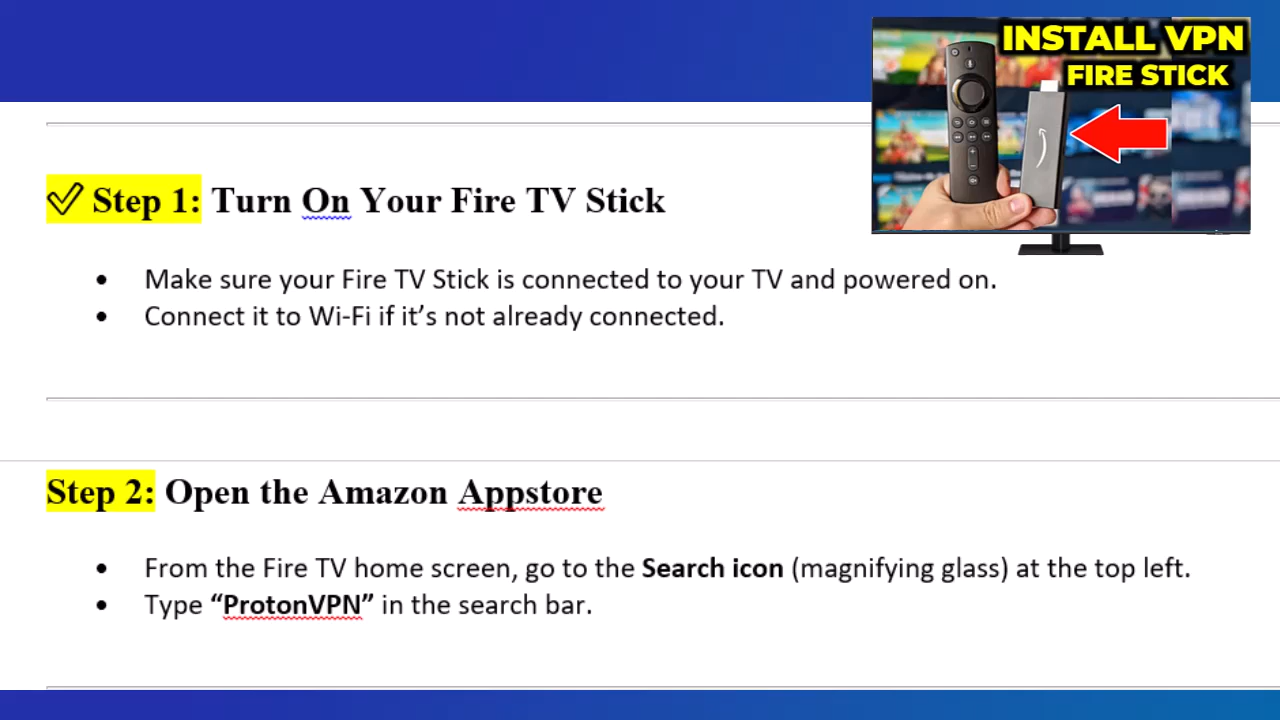 INSTALL VPN
FIRE STICK
✓ Step 1: Turn On Your Fire TV Stick
• Make sure your Fire TV Stick is connected to your TV and powered on.
• Connect it to Wi-Fi if it’s not already connected.
Step 2: Open the Amazon Appstore
• From the Fire TV home screen, go to the Search icon (magnifying glass) at the top left.
• Type “ProtonVPN” in the search bar.